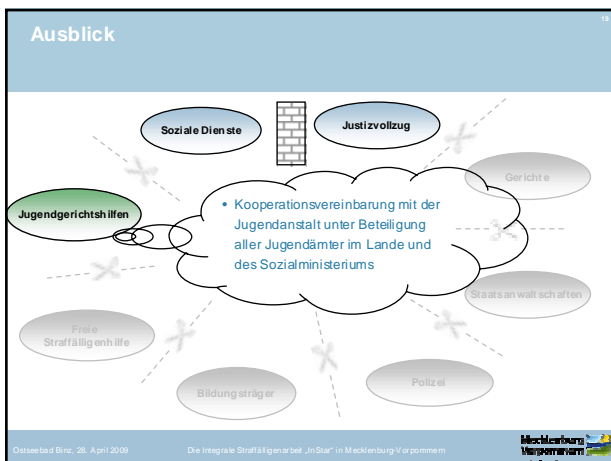 19
Ausblick
Soziale Dienste
Justizvollzug
Gerichte
Jugendgerichtshilfen
• Kooperationsvereinbarung mit der
Jugendanstalt unter Beteiligung
aller Jugendämter im Lande und
des Sozialministeriums
Staatsanwaltschaften
Freie
Straffälligenhilfe
Bildungsträger
Polizei
Ostseebad Binz, 28. April 2009
Die Integrale Straffälligenarbeit „InStar“ in Mecklenburg-Vorpommern
Mecklenburg
Vorpommern